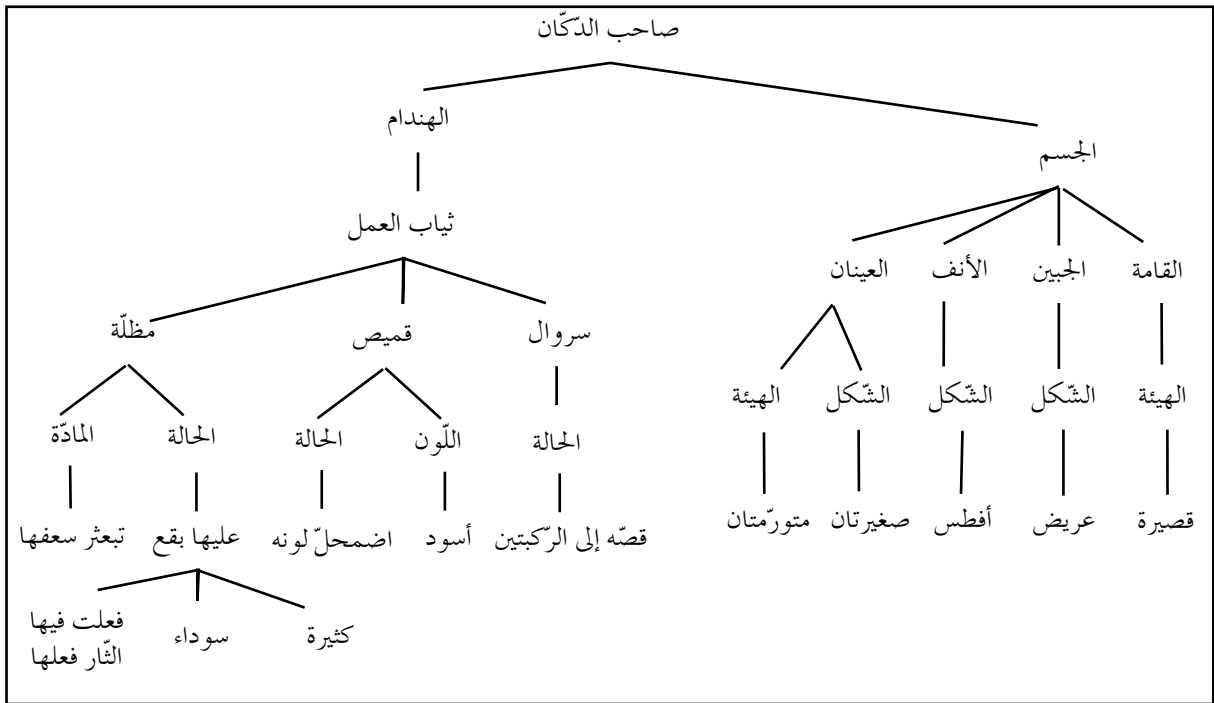 صاحب الدّكّان
الهندام
الجسم
ثياب العمل
القامة
الجبين
الأنف
العينان
سروال
قميص
مظلّة
الهيئة
الشّكل
الشّكل
الشّكل
الهيئة
الحالة
اللّون
الحالة
الحالة
المادّة
قصيرة
عريض
أفطس
صغيرتان
متورّمتان
قصّه إلى الرّكبتين
أسود
اضمحلّ لونه
عليها بقع
تبعثر سعفها
كثيرة
سوداء
فعلت فيها
الثّار فعلها